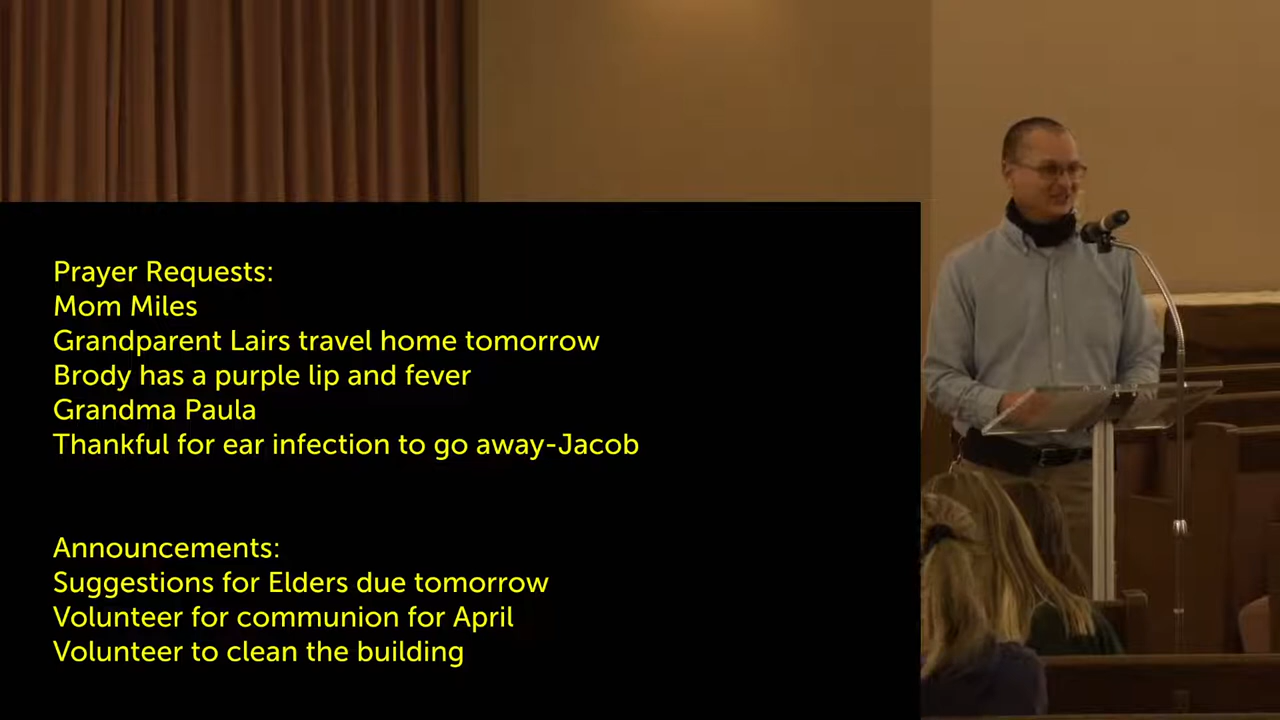 Prayer Requests:
Mom Miles
Grandparent Lairs travel home tomorrow
Brody has a purple lip and fever
Grandma Paula
Thankful for ear infection to go away-Jacob
Announcements:
Suggestions for Elders due tomorrow
Volunteer for communion for April
Volunteer to clean the building